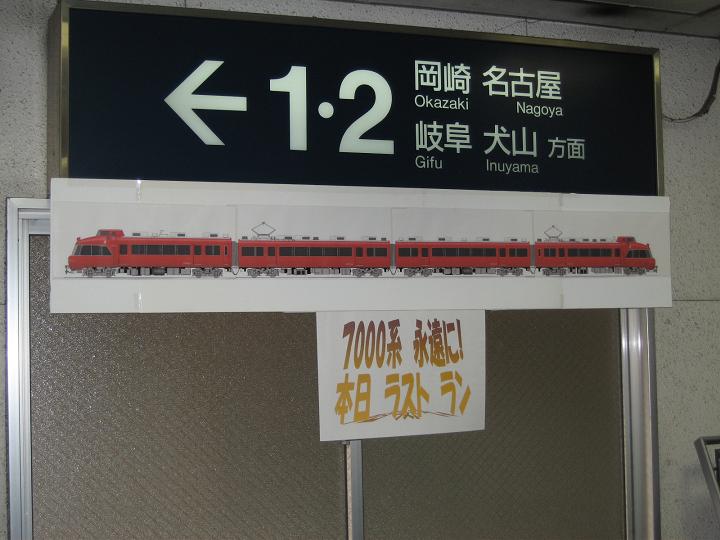 ← 1・2 岡崎 名古屋
Okazaki Nagoya
岐阜 犬山 方面
Gifu Inuyama
7000系 永遠に!
本日 ラスト ラン